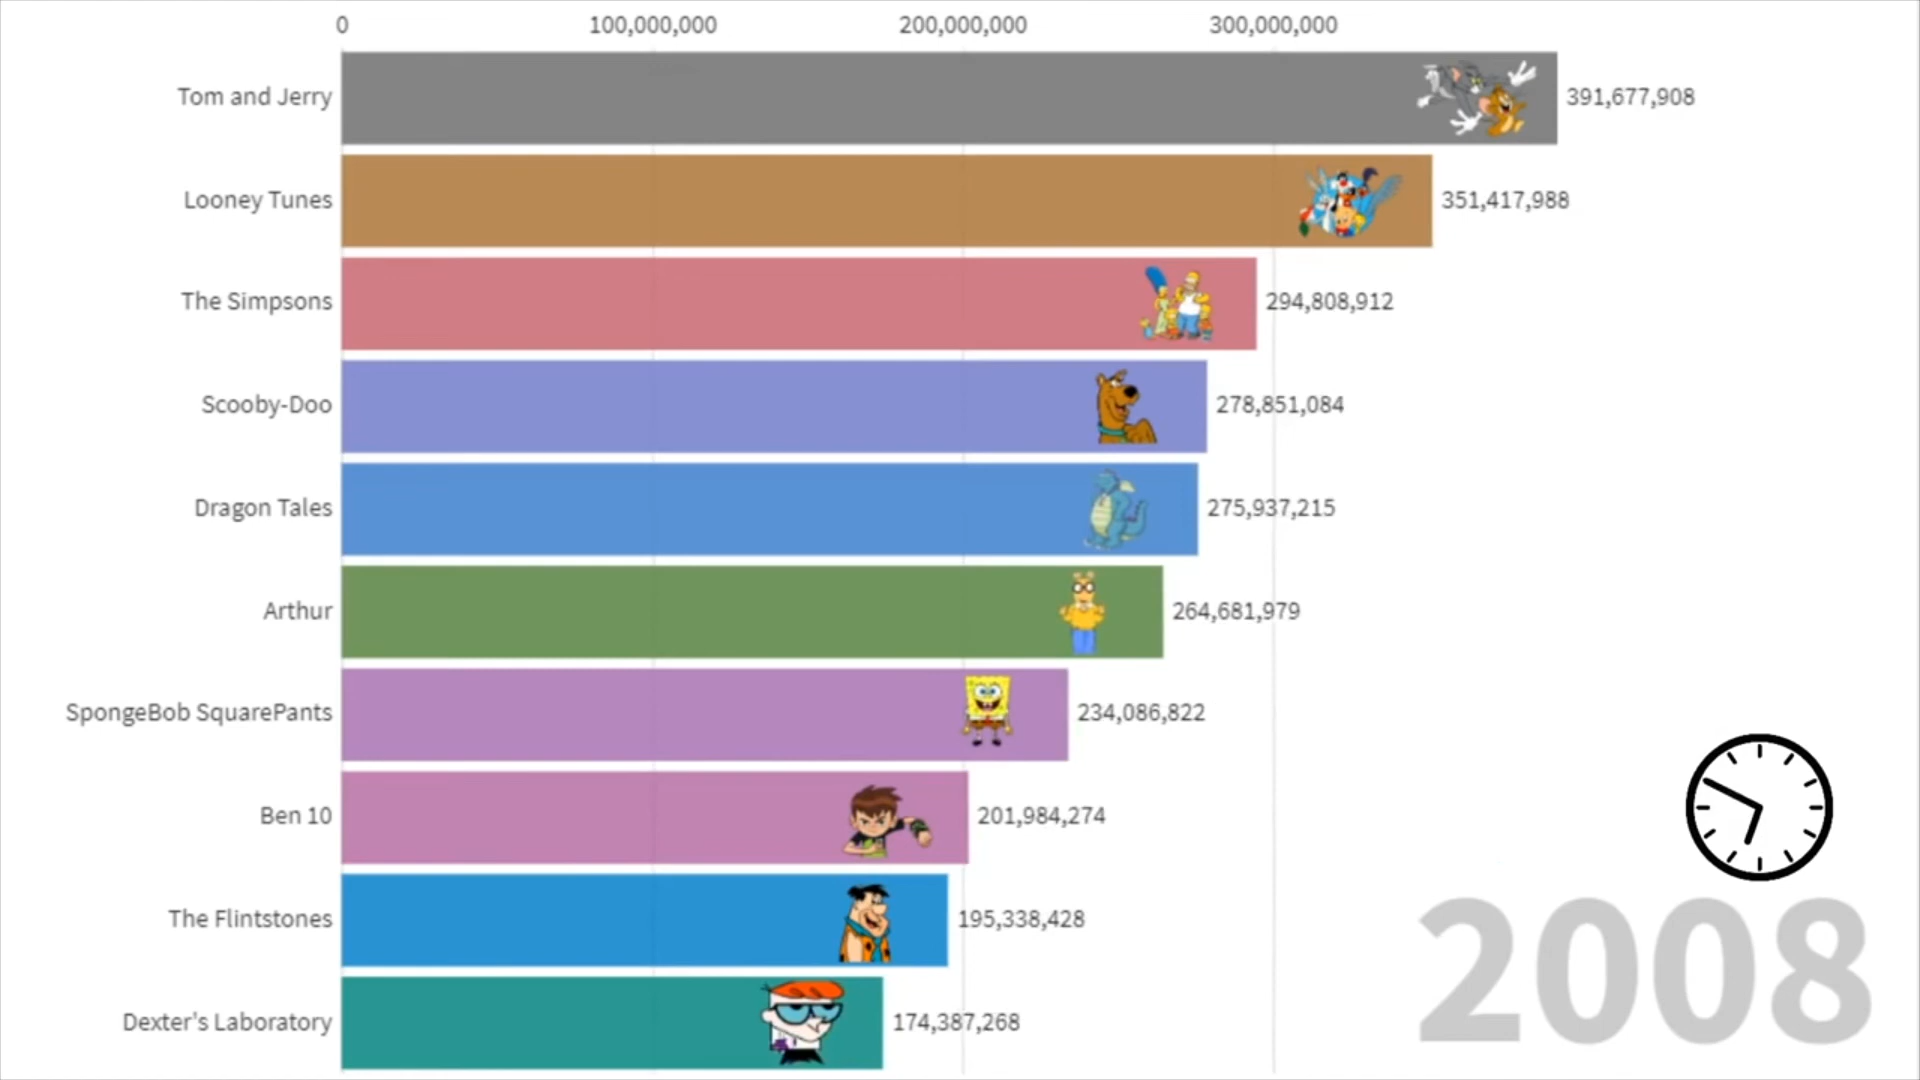 0 100,000,000 200,000,000 300,000,000
Tom and Jerry 391,677,908
Looney Tunes 351,417,988
The Simpsons 294,808,912
Scooby-Doo 278,851,084
Dragon Tales 275,937,215
Arthur 264,681,979
SpongeBob SquarePants 234,086,822
Ben 10 201,984,274
The Flintstones 195,338,428
Dexter's Laboratory 174,387,268
2008